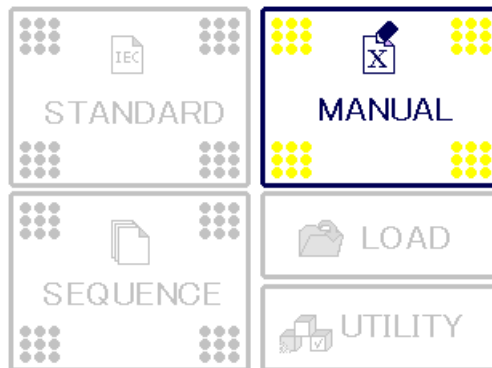 IEC
STANDARD
X
MANUAL
SEQUENCE
LOAD
UTILITY